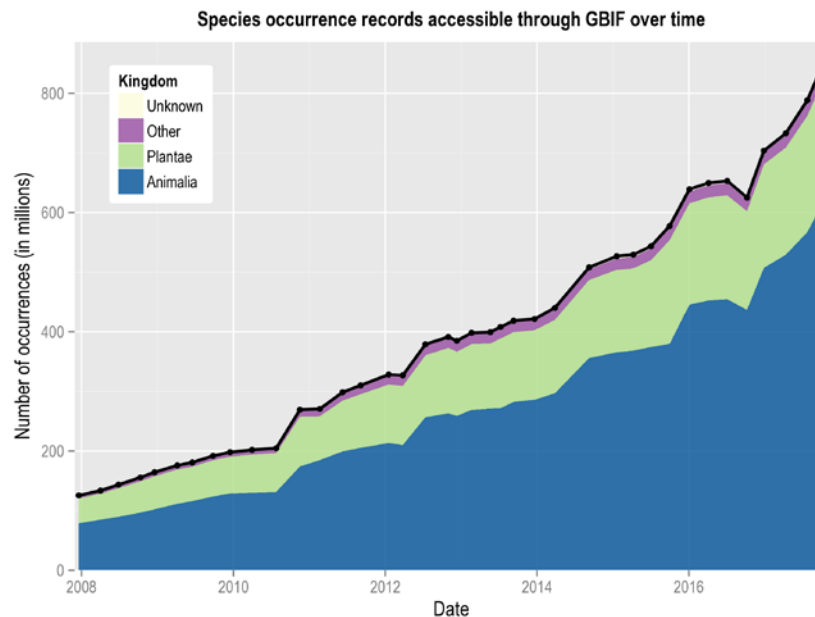 Species occurrence records accessible through GBIF over time
Kingdom
Unknown
Other
Plantae
Animalia
Number of occurrences (in millions)
800
600
400
200
0
2008 2010 2012 2014 2016
Date